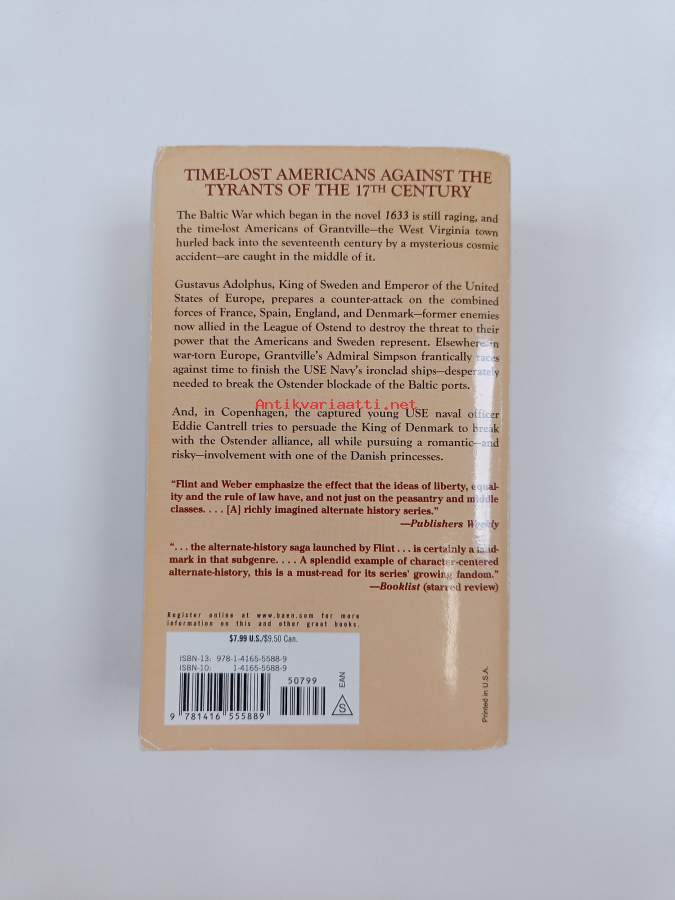 TIME-LOST AMERICANS AGAINST THE
TYRANTS OF THE 17TH CENTURY
The Baltic War which began in the novel 1633 is still raging, and
the time-lost Americans of Grantville—the West Virginia town
hurled back into the seventeenth century by a mysterious cosmic
accident—are caught in the middle of it.
Gustavus Adolphus, King of Sweden and Emperor of the United
States of Europe, prepares a counter-attack on the combined
forces of France, Spain, England, and Denmark—former enemies
now allied in the League of Ostend to destroy the threat to their
power that the Americans and Sweden represent. Elsewhere in
war-torn Europe, Grantville's Admiral Simpson frantically races
against time to finish the USE Navy's ironclad ships—desperately
needed to break the Ostender blockade of the Baltic ports.
Antikvariaatti.net
And, in Copenhagen, the captured young USE naval officer
Eddie Cantrell tries to persuade the King of Denmark to break
with the Ostender alliance, all while pursuing a romantic—and
risky—involvement with one of the Danish princesses.
"Flint and Weber emphasize the effect that the ideas of liberty, equal-
ity and the rule of law have, and not just on the peasantry and middle
classes. . . . [A] richly imagined alternate history series."
—Publishers Weekly
". . . the alternate-history saga launched by Flint . . . is certainly a land-
mark in that subgenre. . . . A splendid example of character-centered
alternate-history, this is a must-read for its series' growing fandom."
—Booklist (starred review)
Register online at www.baen.com for more
information on this and other great books.
$7.99 U.S./$9.50 Can.
ISBN-13: 978-1-4165-5588-9
ISBN-10: 1-4165-5588-9
50799
EAN
S
9 781416 555889
Printed in U.S.A.